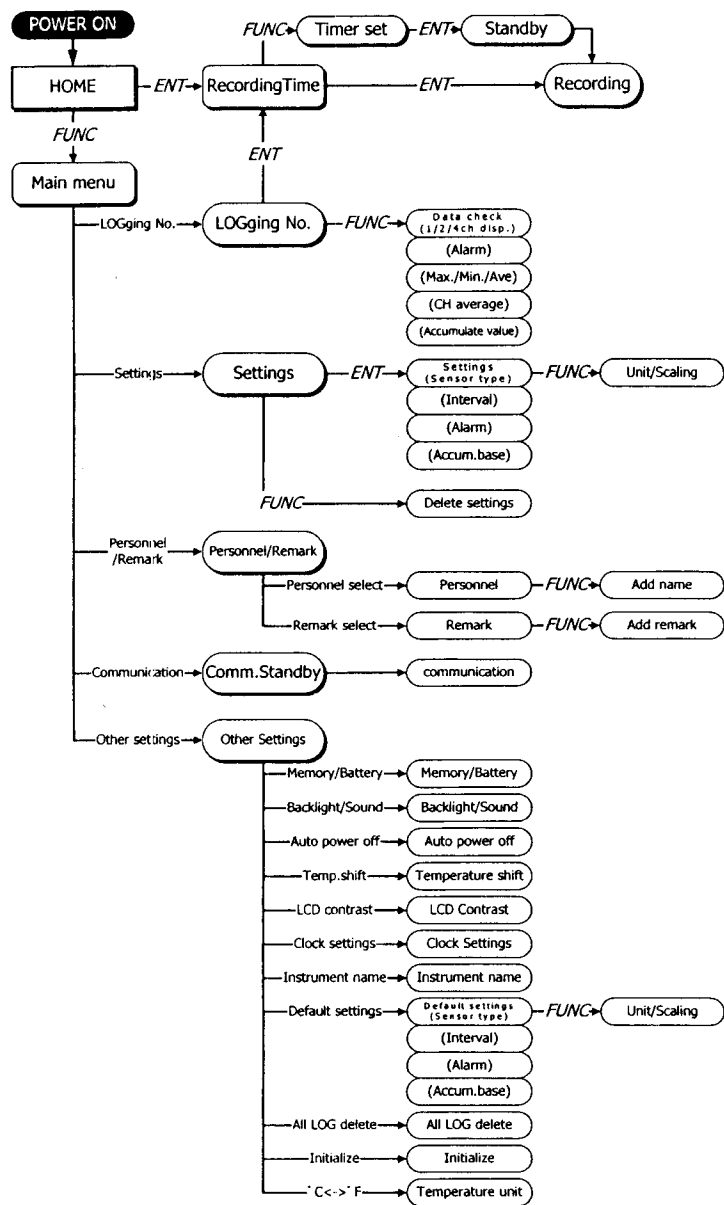 POWER ON
FUNC
Timer set
ENT
Standby
HOME
ENT
RecordingTime
ENT
Recording
FUNC
ENT
Main menu
LOGging No.
LOGging No.
FUNC
Data check
(1/2/4ch disp.)
(Alarm)
(Max./Min./Ave)
(CH average)
(Accumulate value)
Settings
Settings
ENT
Settings
(Sensor type)
FUNC
Unit/Scaling
(Interval)
(Alarm)
(Accum.base)
FUNC
Delete settings
Personnel
/Remark
Personnel/Remark
Personnel select
Personnel
FUNC
Add name
Remark select
Remark
FUNC
Add remark
Communication
Comm.Standby
communication
Other settings
Other Settings
Memory/Battery
Memory/Battery
Backlight/Sound
Backlight/Sound
Auto power off
Auto power off
Temp.shift
Temperature shift
LCD contrast
LCD Contrast
Clock settings
Clock Settings
Instrument name
Instrument name
Default settings
Default settings
(Sensor type)
FUNC
Unit/Scaling
(Interval)
(Alarm)
(Accum.base)
All LOG delete
All LOG delete
Initialize
Initialize
˚C<->˚F
Temperature unit